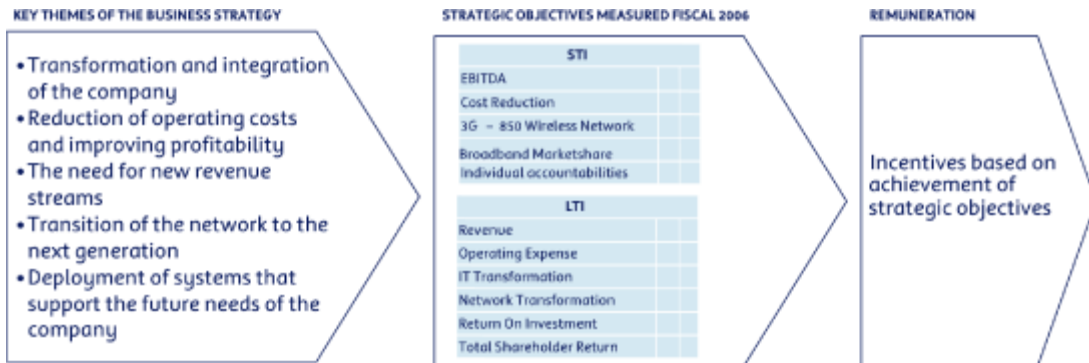 KEY THEMES OF THE BUSINESS STRATEGY
• Transformation and integration
of the company
• Reduction of operating costs
and improving profitability
• The need for new revenue
streams
• Transition of the network to the
next generation
• Deployment of systems that
support the future needs of the
company
STRATEGIC OBJECTIVES MEASURED FISCAL 2006
STI
EBITDA
Cost Reduction
3G – 850 Wireless Network
Broadband Marketshare
Individual accountabilities
LTI
Revenue
Operating Expense
IT Transformation
Network Transformation
Return On Investment
Total Shareholder Return
REMUNERATION
Incentives based on
achievement of
strategic objectives